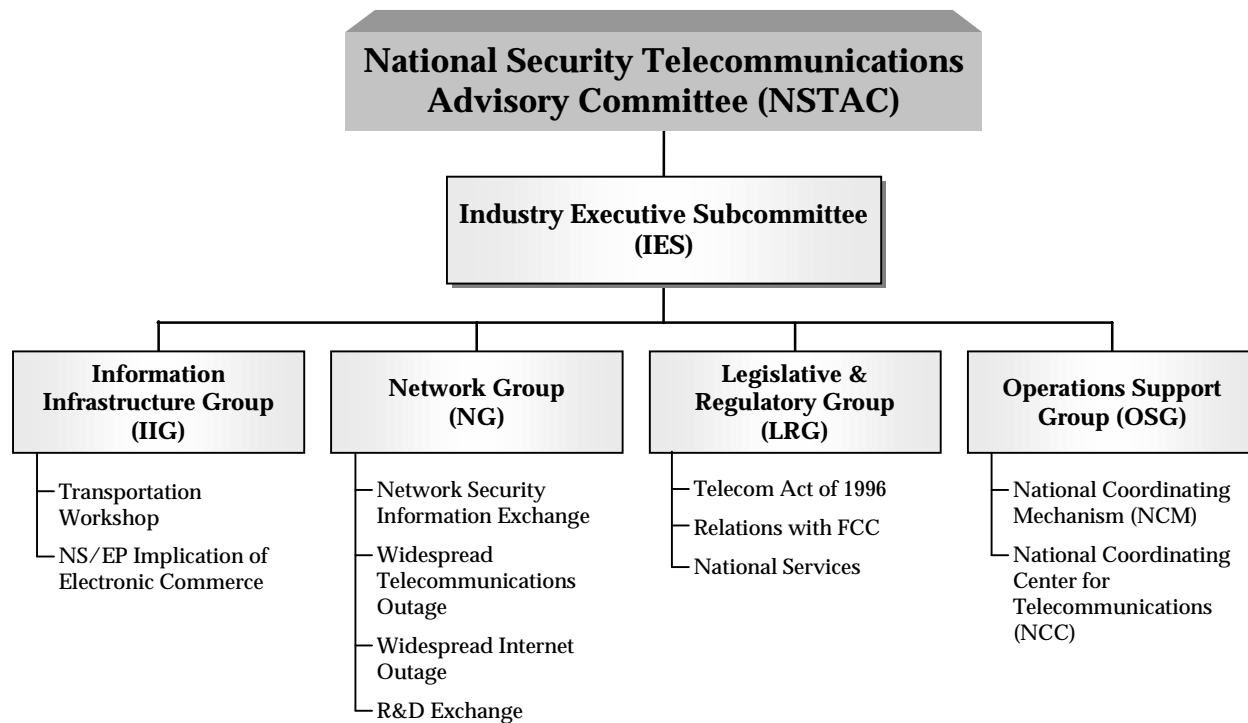 National Security Telecommunications
Advisory Committee (NSTAC)
Industry Executive Subcommittee
(IES)
Information
Infrastructure Group
(IIG)
Transportation
Workshop
NS/EP Implication of
Electronic Commerce
Network Group
(NG)
Network Security
Information Exchange
Widespread
Telecommunications
Outage
Widespread Internet
Outage
R&D Exchange
Legislative &
Regulatory Group
(LRG)
Telecom Act of 1996
Relations with FCC
National Services
Operations Support
Group (OSG)
National Coordinating
Mechanism (NCM)
National Coordinating
Center for
Telecommunications
(NCC)